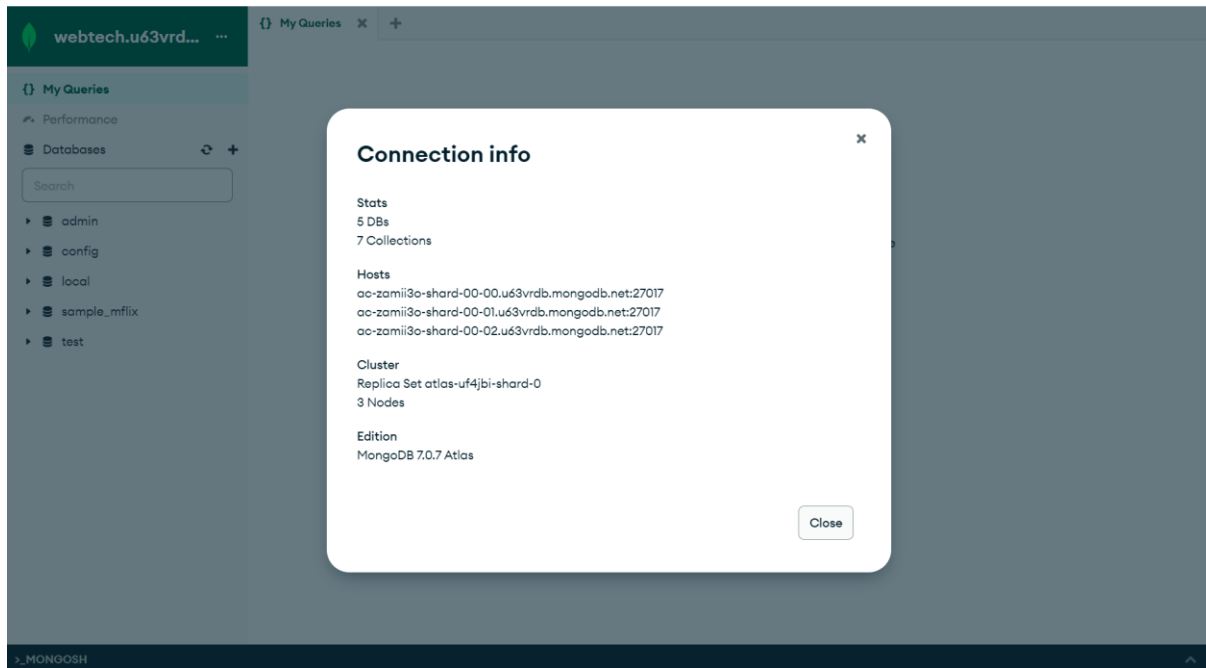 webtech.u63vrd... ...
{} My Queries
{} My Queries
Performance
Databases
Search
admin
config
local
sample_mflix
test
Connection info
Stats
5 DBs
7 Collections
Hosts
ac-zamii3o-shard-00-00.u63vrdb.mongodb.net:27017
ac-zamii3o-shard-00-01.u63vrdb.mongodb.net:27017
ac-zamii3o-shard-00-02.u63vrdb.mongodb.net:27017
Cluster
Replica Set atlas-uf4jbi-shard-0
3 Nodes
Edition
MongoDB 7.0.7 Atlas
Close
>_MONGOSH